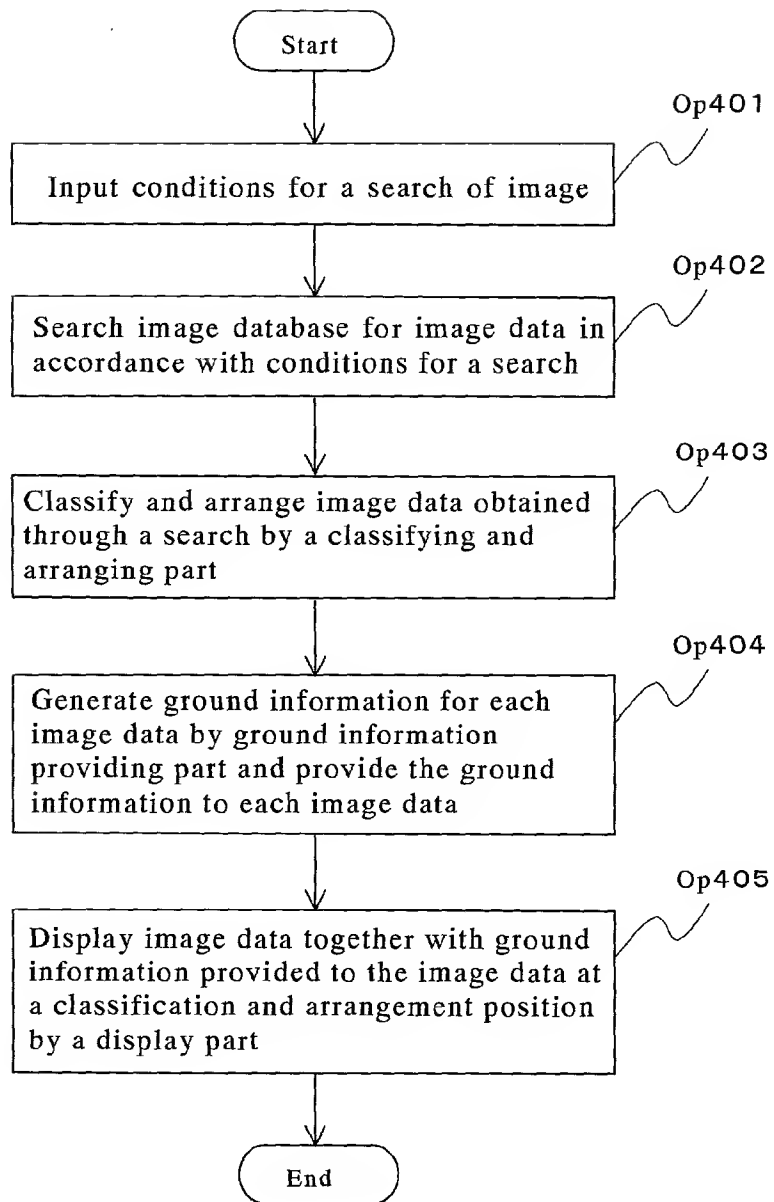 Start
Op401
Input conditions for a search of image
Op402
Search image database for image data in
accordance with conditions for a search
Op403
Classify and arrange image data obtained
through a search by a classifying and
arranging part
Op404
Generate ground information for each
image data by ground information
providing part and provide the ground
information to each image data
Op405
Display image data together with ground
information provided to the image data at
a classification and arrangement position
by a display part
End